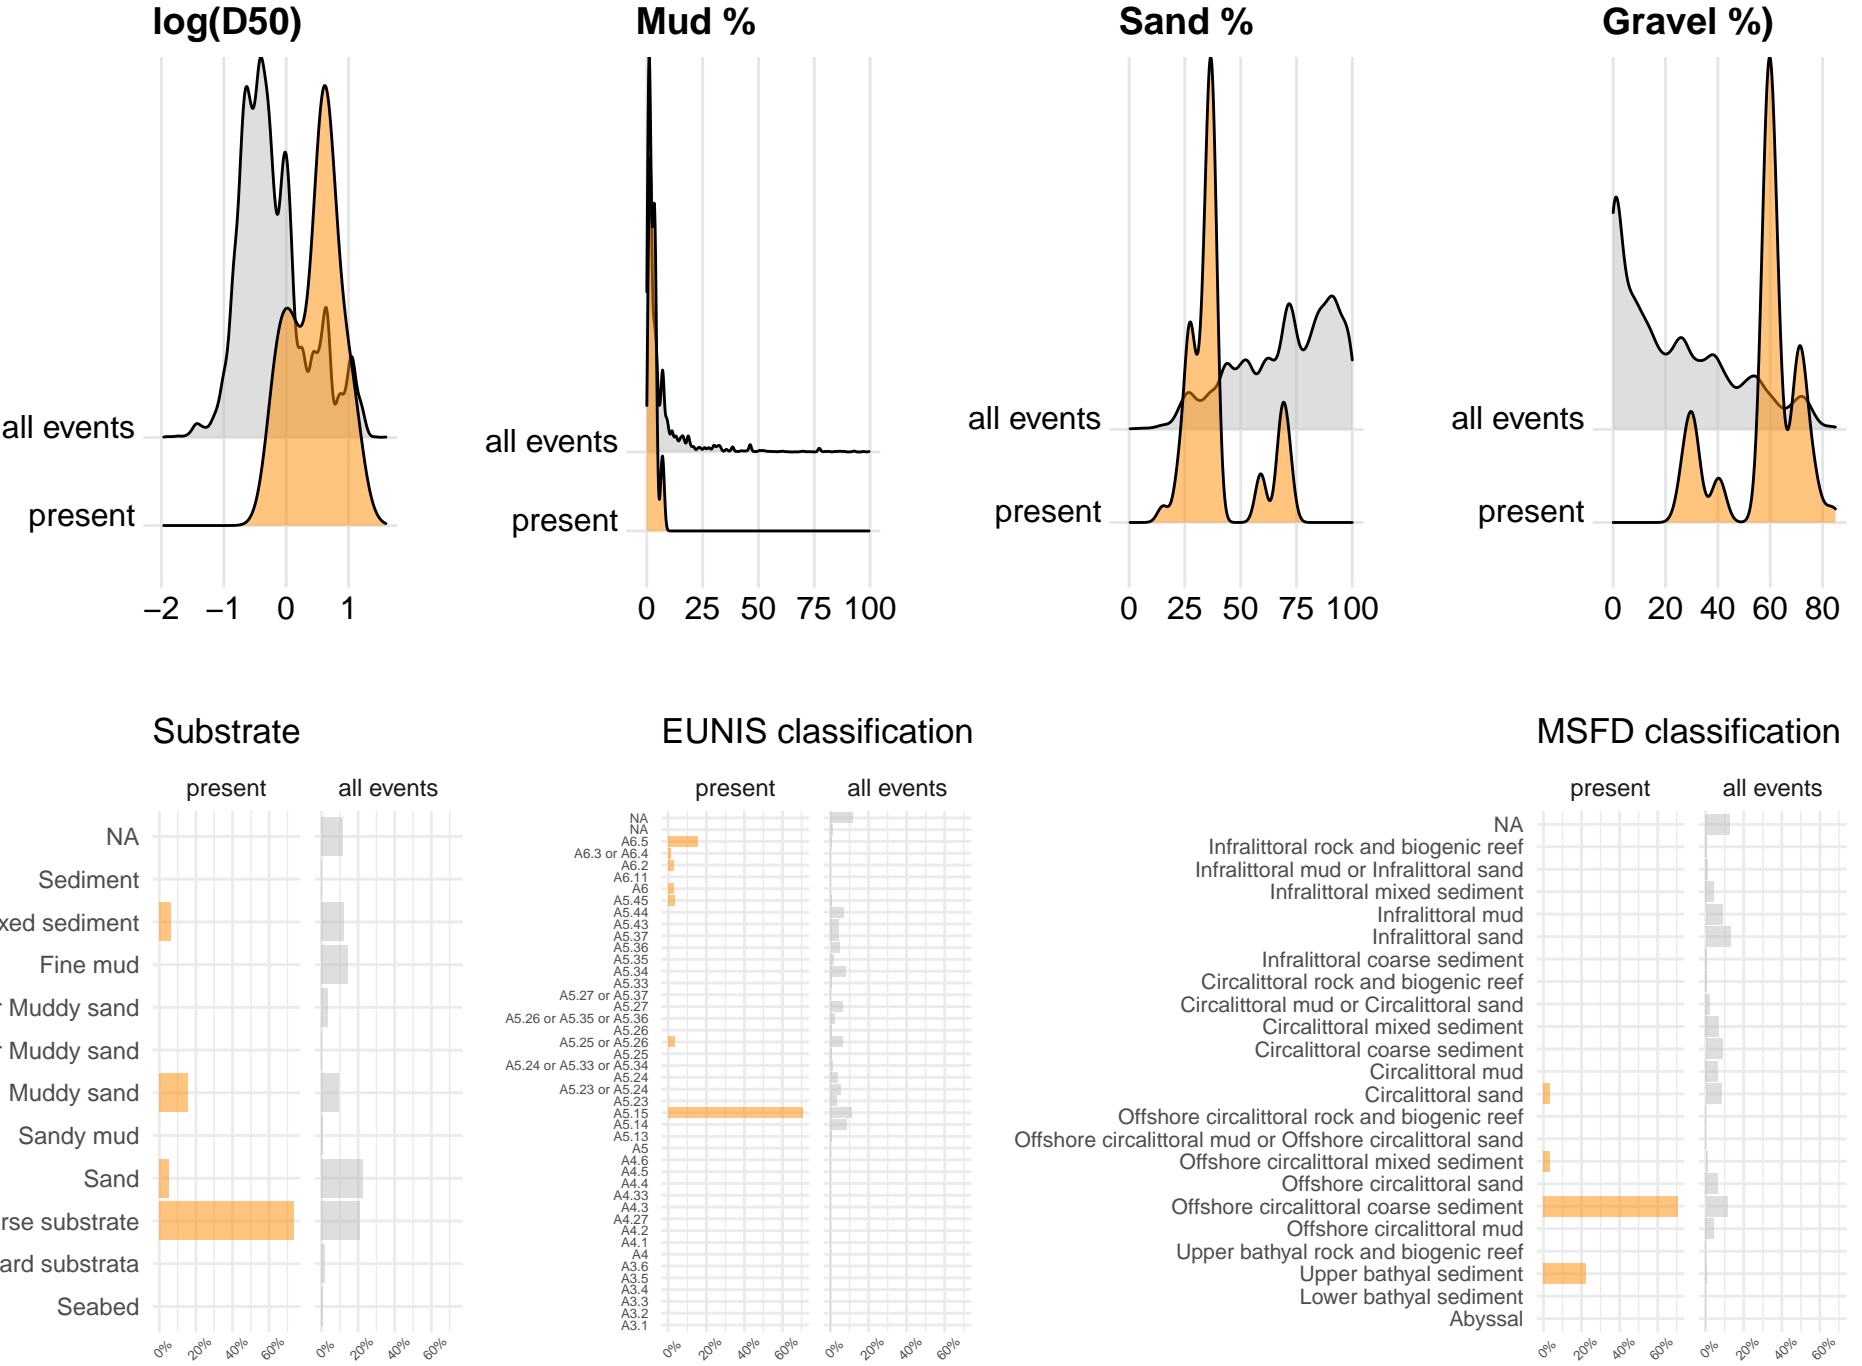 log(D50)
Mud %
Sand %
Gravel %)
all events
present
−2 −1 0 1
all events
present
0 25 50 75 100
all events
present
0 25 50 75 100
all events
present
0 20 40 60 80
Substrate
present all events
NA
Sediment
xed sediment
Fine mud
r Muddy sand
r Muddy sand
Muddy sand
Sandy mud
Sand
rse substrate
ard substrata
Seabed
0% 20% 40% 60% 0% 20% 40% 60%
EUNIS classification
present all events
NA
NA
A6.5
A6.3 or A6.4
A6.2
A6.11
A6
A5.45
A5.44
A5.43
A5.37
A5.36
A5.35
A5.34
A5.33
A5.27 or A5.37
A5.27
A5.26 or A5.35 or A5.36
A5.26
A5.25 or A5.26
A5.25
A5.24 or A5.33 or A5.34
A5.24
A5.23 or A5.24
A5.23
A5.15
A5.14
A5.13
A5
A4.6
A4.5
A4.4
A4.33
A4.3
A4.27
A4.2
A4.1
A4
A3.6
A3.5
A3.4
A3.3
A3.2
A3.1
0% 20% 40% 60% 0% 20% 40% 60%
MSFD classification
present all events
NA
Infralittoral rock and biogenic reef
Infralittoral mud or Infralittoral sand
Infralittoral mixed sediment
Infralittoral mud
Infralittoral sand
Infralittoral coarse sediment
Circalittoral rock and biogenic reef
Circalittoral mud or Circalittoral sand
Circalittoral mixed sediment
Circalittoral coarse sediment
Circalittoral mud
Circalittoral sand
Offshore circalittoral rock and biogenic reef
Offshore circalittoral mud or Offshore circalittoral sand
Offshore circalittoral mixed sediment
Offshore circalittoral sand
Offshore circalittoral coarse sediment
Offshore circalittoral mud
Upper bathyal rock and biogenic reef
Upper bathyal sediment
Lower bathyal sediment
Abyssal
0% 20% 40% 60% 0% 20% 40% 60%